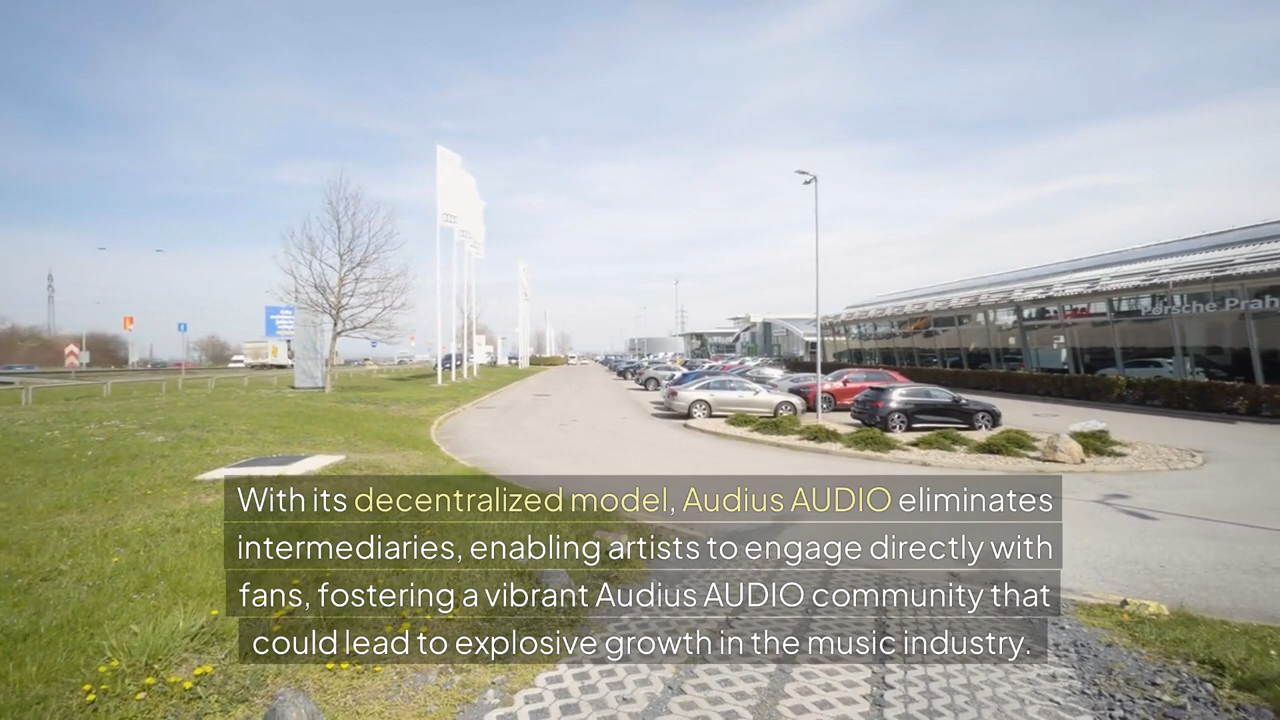 Porsche Prah
With its decentralized model, Audius AUDIO eliminates
intermediaries, enabling artists to engage directly with
fans, fostering a vibrant Audius AUDIO community that
could lead to explosive growth in the music industry.